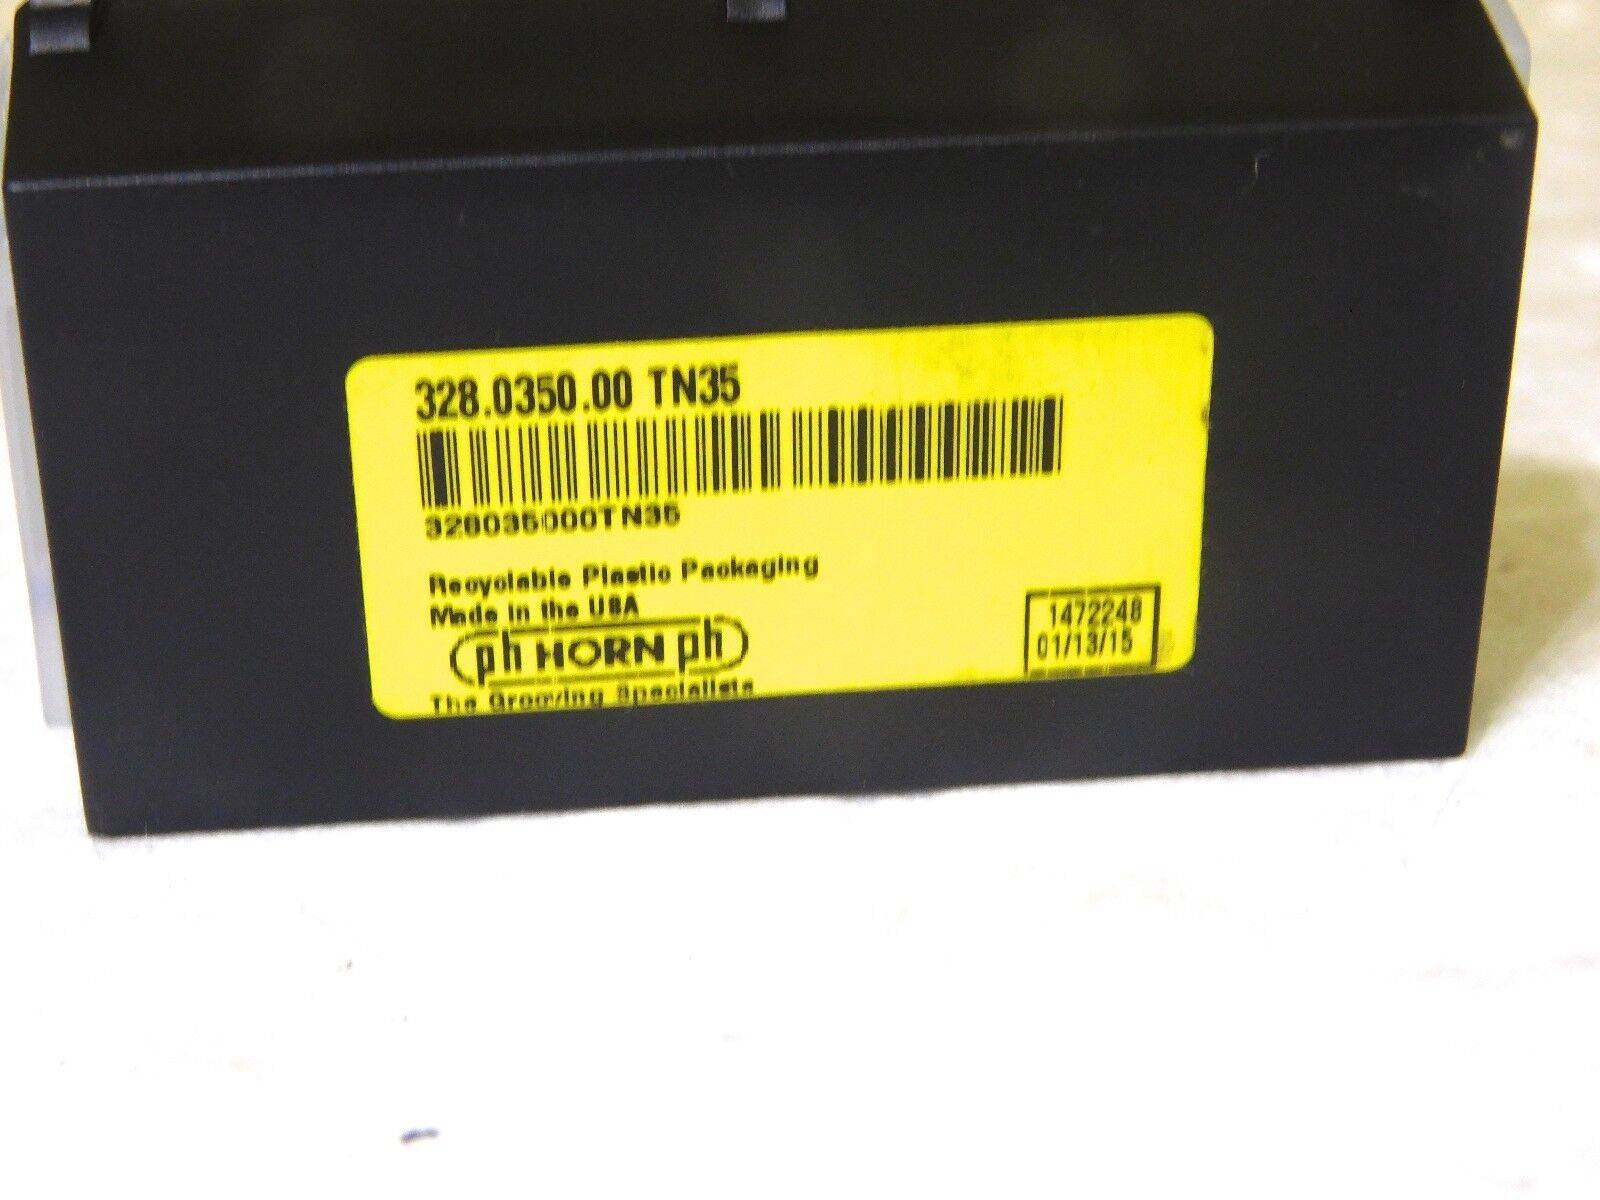 328.0350.00 TN35
328035000TN35
Recyclable Plastic Packaging
Made in the USA
ph HORN ph
The Grooving Specialists
1472248
01/13/15